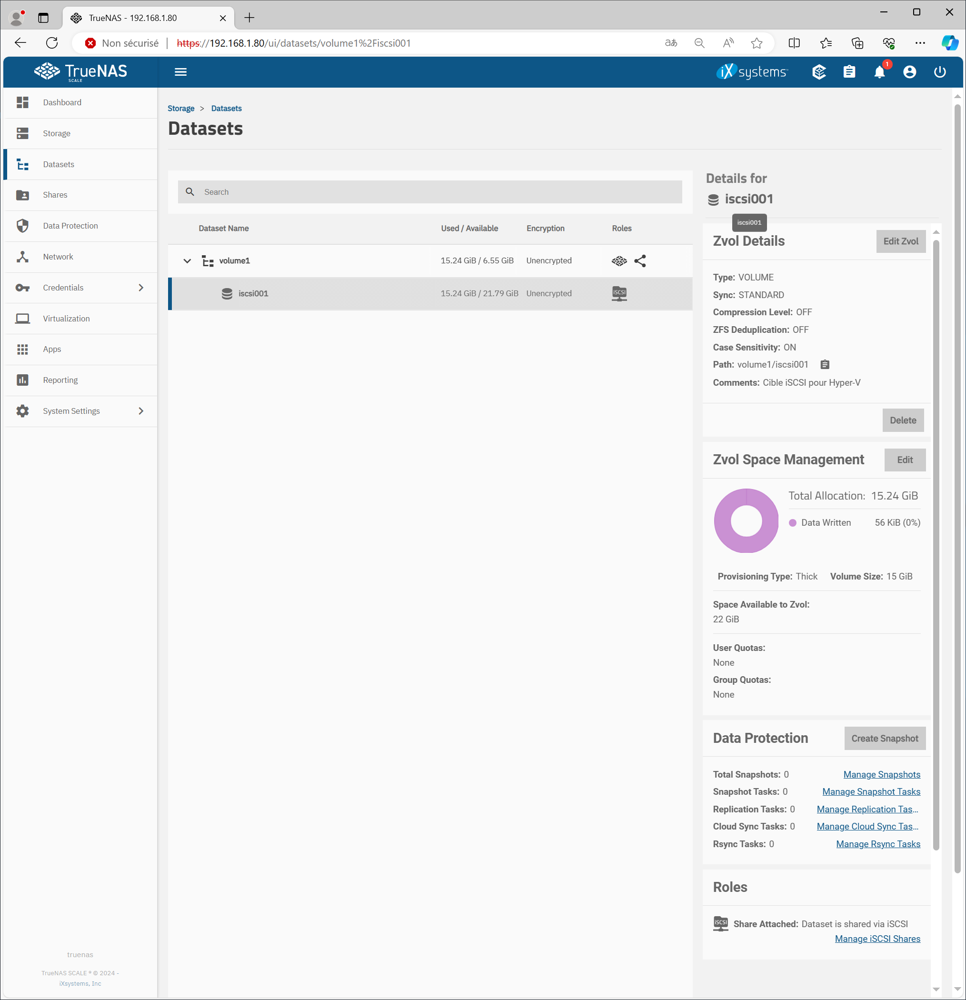 TrueNAS - 192.168.1.80
Non sécurisé
https://192.168.1.80/ui/datasets/volume1%2Fiscsi001
TrueNAS
SCALE
iXsystems
1
Dashboard
Storage
Datasets
Shares
Data Protection
Network
Credentials
Virtualization
Apps
Reporting
System Settings
truenas
TrueNAS SCALE ® © 2024 -
iXsystems, Inc
Storage > Datasets
Datasets
Search
Dataset Name Used / Available Encryption Roles
volume1 15.24 GiB / 6.55 GiB Unencrypted
iscsi001 15.24 GiB / 21.79 GiB Unencrypted iSCSI
Details for
iscsi001
iscsi001
Zvol Details Edit Zvol
Type: VOLUME
Sync: STANDARD
Compression Level: OFF
ZFS Deduplication: OFF
Case Sensitivity: ON
Path: volume1/iscsi001
Comments: Cible iSCSI pour Hyper-V
Delete
Zvol Space Management Edit
Total Allocation: 15.24 GiB
Data Written 56 KiB (0%)
Provisioning Type: Thick Volume Size: 15 GiB
Space Available to Zvol:
22 GiB
User Quotas:
None
Group Quotas:
None
Data Protection Create Snapshot
Total Snapshots: 0 Manage Snapshots
Snapshot Tasks: 0 Manage Snapshot Tasks
Replication Tasks: 0 Manage Replication Tas...
Cloud Sync Tasks: 0 Manage Cloud Sync Tas...
Rsync Tasks: 0 Manage Rsync Tasks
Roles
iSCSI Share Attached: Dataset is shared via iSCSI
Manage iSCSI Shares